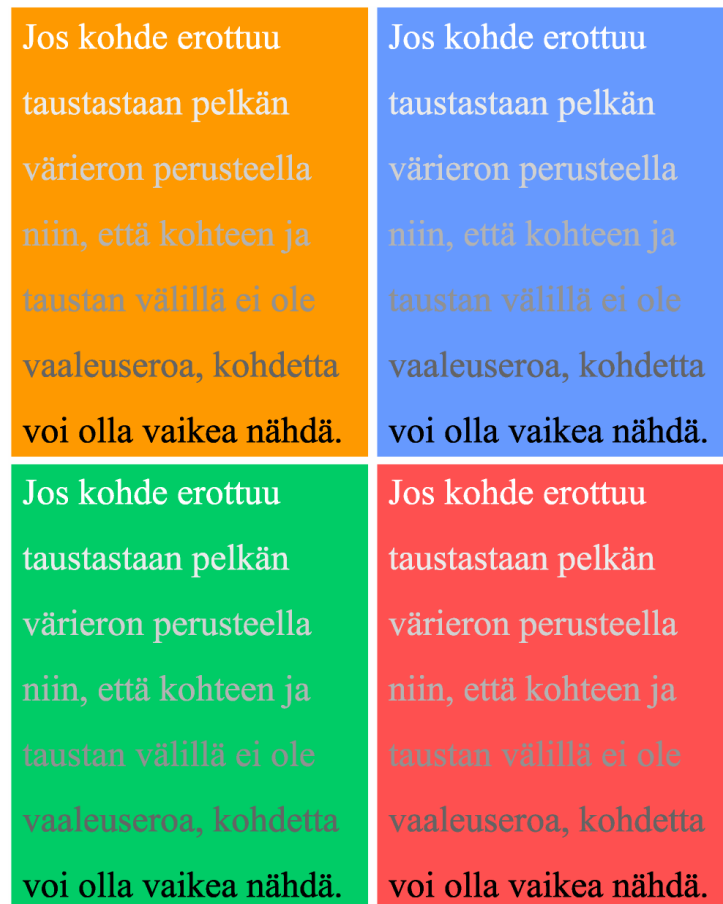 Jos kohde erottuu
taustastaan pelkän
värieron perusteella
niin, että kohteen ja
taustan välillä ei ole
vaaleuseroa, kohdetta
voi olla vaikea nähdä.
Jos kohde erottuu
taustastaan pelkän
värieron perusteella
niin, että kohteen ja
taustan välillä ei ole
vaaleuseroa, kohdetta
voi olla vaikea nähdä.
Jos kohde erottuu
taustastaan pelkän
värieron perusteella
niin, että kohteen ja
taustan välillä ei ole
vaaleuseroa, kohdetta
voi olla vaikea nähdä.
Jos kohde erottuu
taustastaan pelkän
värieron perusteella
niin, että kohteen ja
taustan välillä ei ole
vaaleuseroa, kohdetta
voi olla vaikea nähdä.